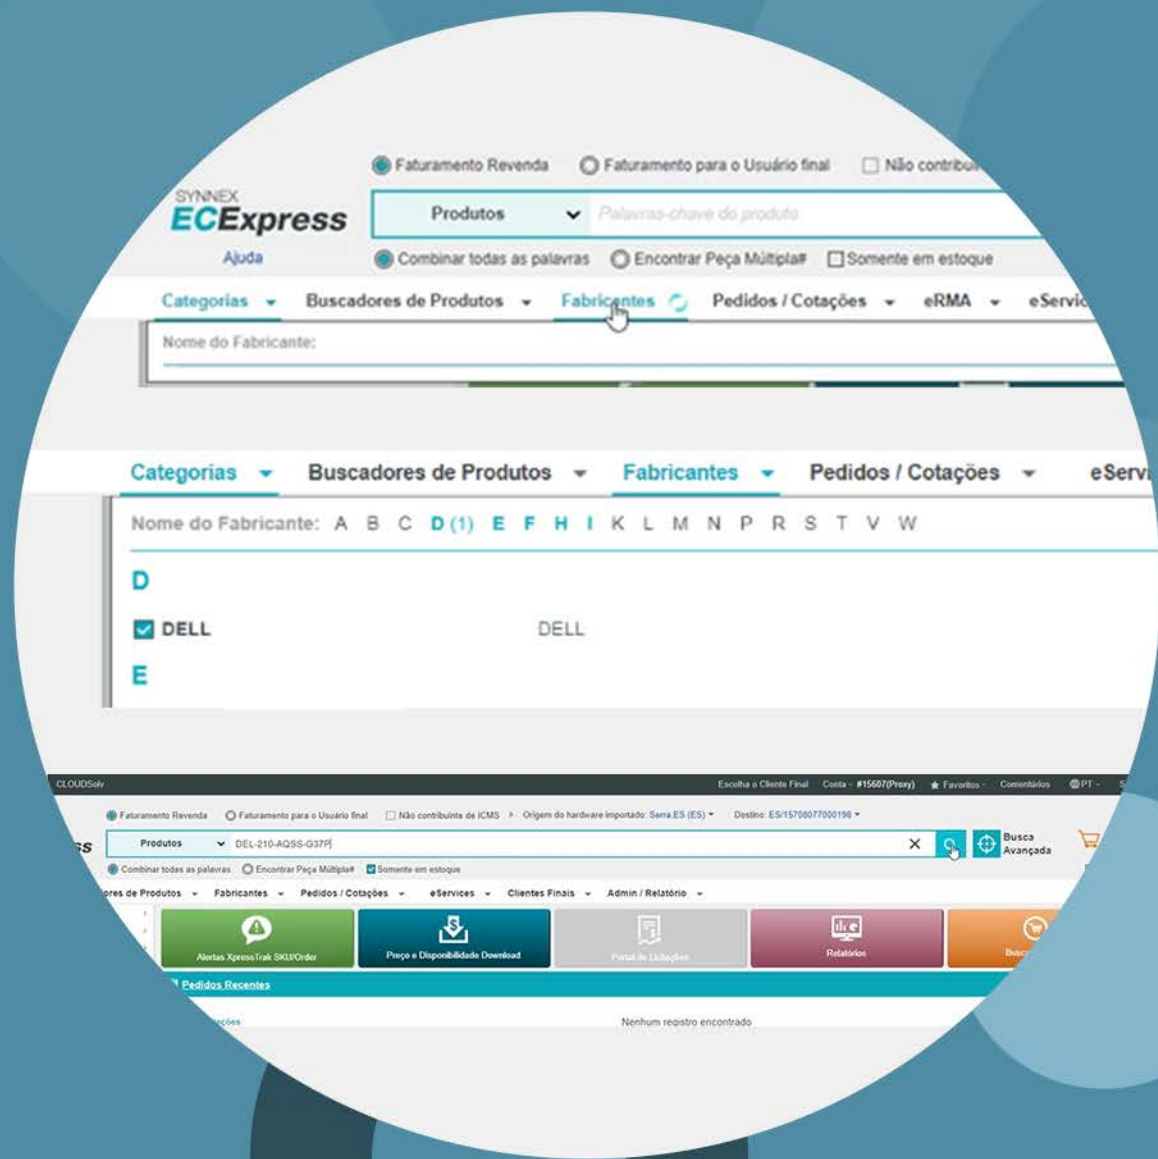 Faturamento Revenda Faturamento para o Usuário final Não
SYNNEX
ECExpress
Produtos Palavras-chave do produto
Ajuda
Combinar todas as palavras Encontrar Peça Múltipla# Somente em estoque
Categorias Buscadores de Produtos Fabricantes Pedidos / Cotações eRMA
Nome do Fabricante:
Categorias Buscadores de Produtos Fabricantes Pedidos / Cotações
Nome do Fabricante: A B C D (1) E F H I K L M N P R S T V W
D
DELL DELL
E
CLOUDSolv Escolha o Cliente Final Conta - #15607(Proxy) Favoritos - Comentários PT -
Faturamento Revenda Faturamento para o Usuário final Não contribuinte de ICMS Origem do hardware importado: Serra,ES (ES) Destino: ES/15708077000196
Produtos DEL-210-AQSS-G37P Busca Avançada
Combinar todas as palavras Encontrar Peça Múltipla# Somente em estoque
de Produtos Fabricantes Pedidos / Cotações eServices Clientes Finais Admin / Relatório
Alertas XpressTrak SKU/Order Preço e Disponibilidade Download Portal de Licitações Relatórios
Pedidos Recentes
Nenhum registro encontrado